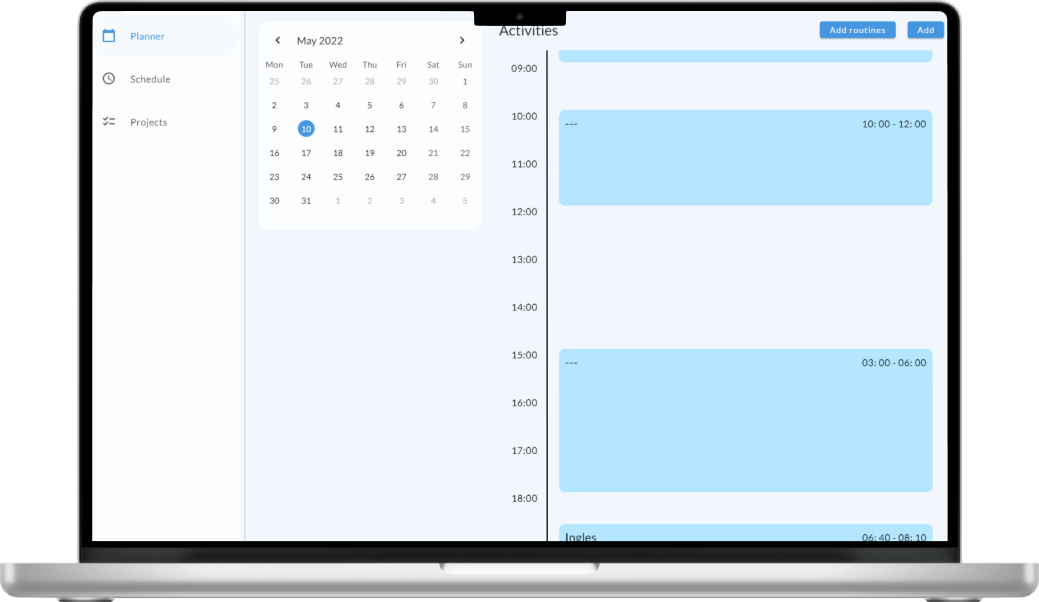 Planner
Schedule
Projects
May 2022
Mon Tue Wed Thu Fri Sat Sun
25 26 27 28 29 30 1
2 3 4 5 6 7 8
9 10 11 12 13 14 15
16 17 18 19 20 21 22
23 24 25 26 27 28 29
30 31 1 2 3 4 5
Activities
Add routines
Add
09:00
10:00
--- 10: 00 - 12: 00
11:00
12:00
13:00
14:00
15:00
--- 03: 00 - 06: 00
16:00
17:00
18:00
Ingles 06: 40 - 08: 10